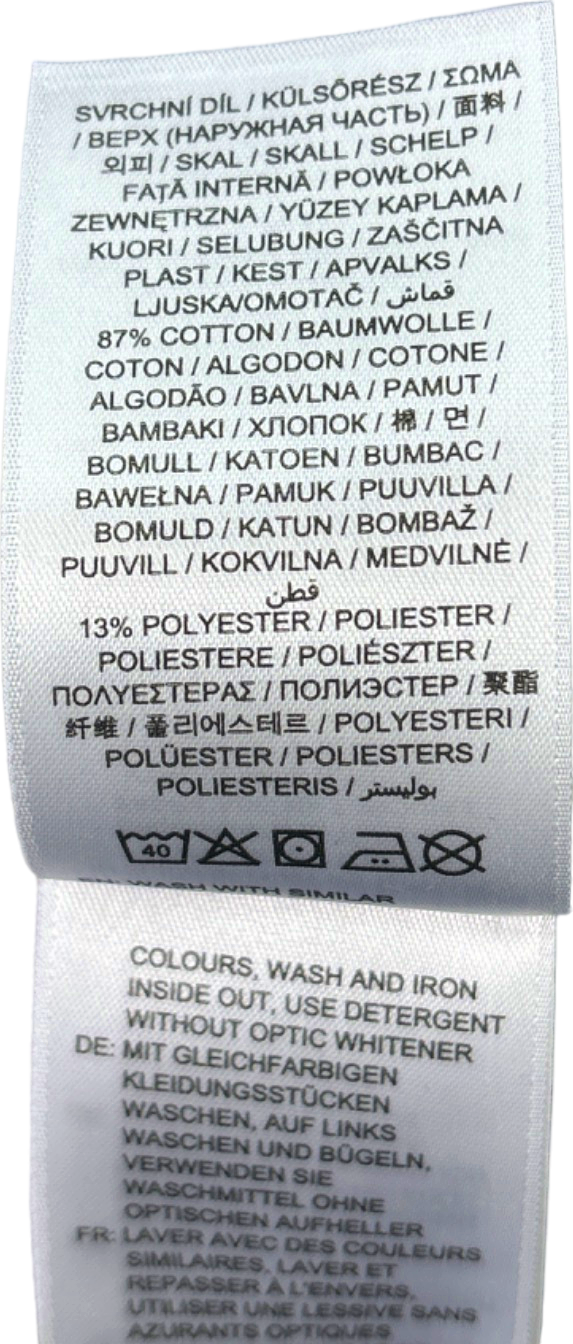 SVRCHNÍ DÍL / KÜLSŐRÉSZ / ΣΩΜΑ
/ ВЕРХ (НАРУЖНАЯ ЧАСТЬ) / 面料 /
외피 / SKAL / SKALL / SCHELP /
FAȚĂ INTERNĂ / POWŁOKA
ZEWNĘTRZNA / YÜZEY KAPLAMA /
KUORI / SELUBUNG / ZAŠČITNA
PLAST / KEST / APVALKS /
LJUSKA/OMOTAČ / قماش
87% COTTON / BAUMWOLLE /
COTON / ALGODON / COTONE /
ALGODÃO / BAVLNA / PAMUT /
ΒΑΜΒΑΚΙ / ХЛОПОК / 棉 / 면 /
BOMULL / KATOEN / BUMBAC /
BAWEŁNA / PAMUK / PUUVILLA /
BOMULD / KATUN / BOMBAŽ /
PUUVILL / KOKVILNA / MEDVILNĖ /
قطن
13% POLYESTER / POLIESTER /
POLIESTERE / POLIÉSZTER /
ΠΟΛΥΕΣΤΕΡΑΣ / ПОЛИЭСТЕР / 聚酯
纤维 / 폴리에스테르 / POLYESTERI /
POLÜESTER / POLIESTERS /
POLIESTERIS / بوليستر
40
EN: WASH WITH SIMILAR
COLOURS, WASH AND IRON
INSIDE OUT, USE DETERGENT
WITHOUT OPTIC WHITENER
DE: MIT GLEICHFARBIGEN
KLEIDUNGSSTÜCKEN
WASCHEN, AUF LINKS
WASCHEN UND BÜGELN,
VERWENDEN SIE
WASCHMITTEL OHNE
OPTISCHEN AUFHELLER
FR: LAVER AVEC DES COULEURS
SIMILAIRES, LAVER ET
REPASSER À L'ENVERS,
UTILISER UNE LESSIVE SANS
AZURANTS OPTIQUES